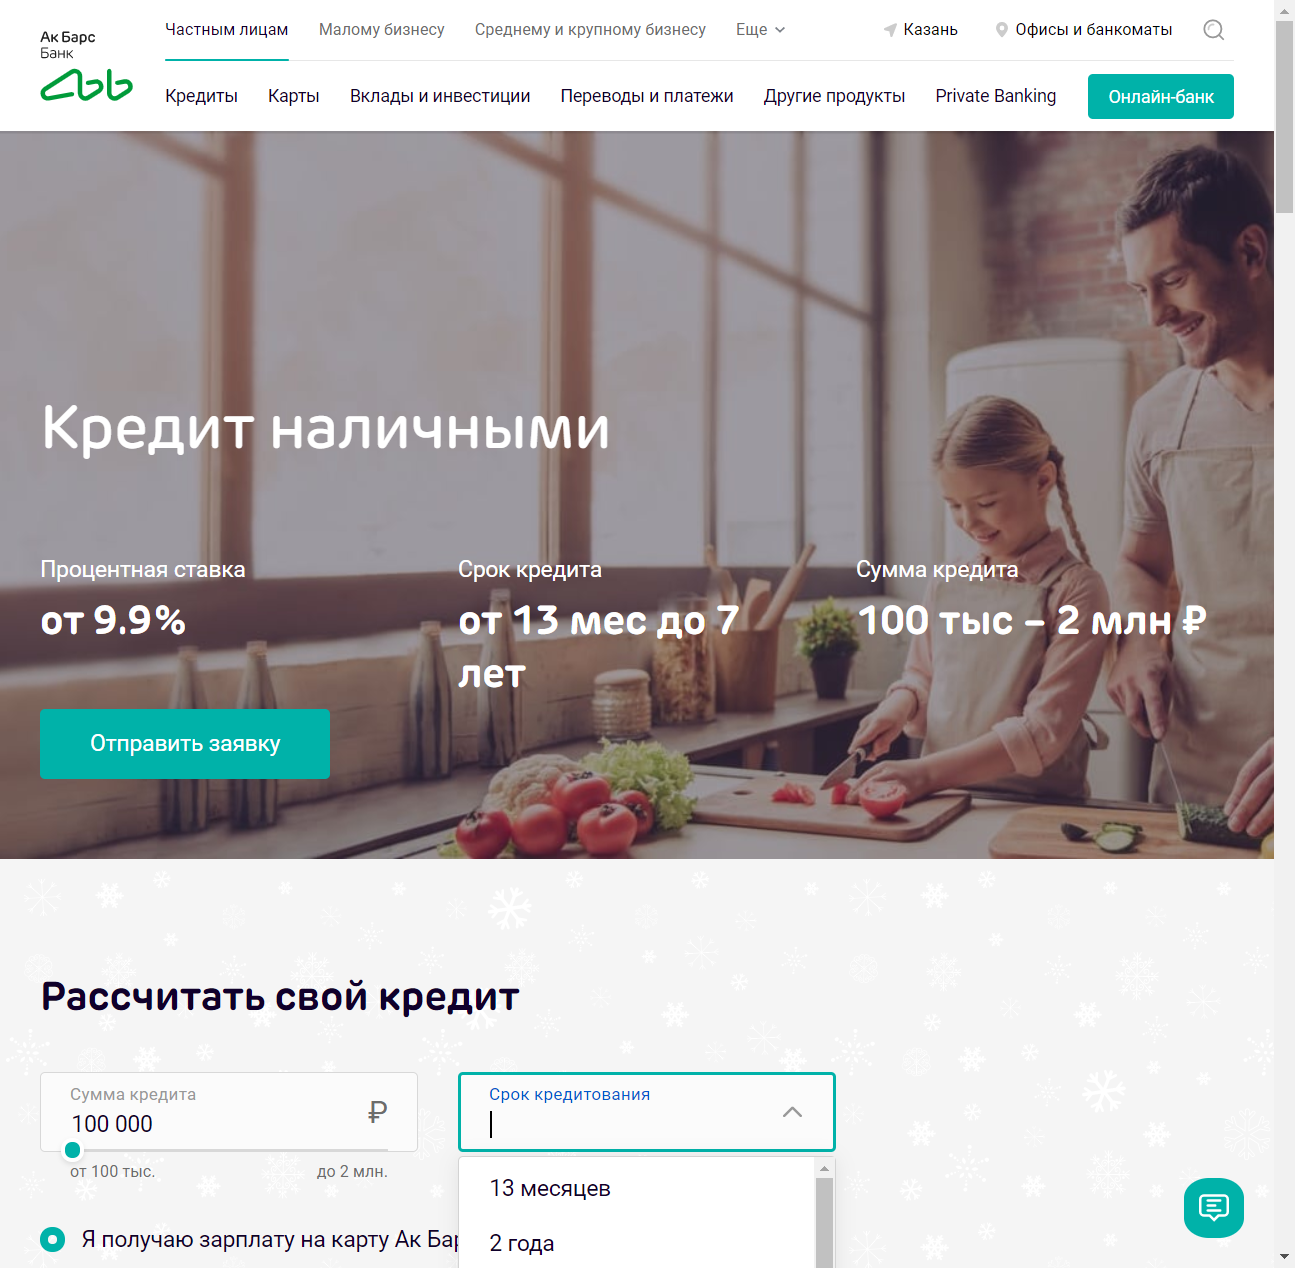 Ак Барс
Банк
Частным лицам
Малому бизнесу
Среднему и крупному бизнесу
Еще
Казань
Офисы и банкоматы
Кредиты
Карты
Вклады и инвестиции
Переводы и платежи
Другие продукты
Private Banking
Онлайн-банк
Кредит наличными
Процентная ставка
от 9.9%
Срок кредита
от 13 мес до 7
лет
Сумма кредита
100 тыс – 2 млн ₽
Отправить заявку
Рассчитать свой кредит
Сумма кредита
100 000
₽
от 100 тыс.
до 2 млн.
Срок кредитования
13 месяцев
2 года
Я получаю зарплату на карту Ак